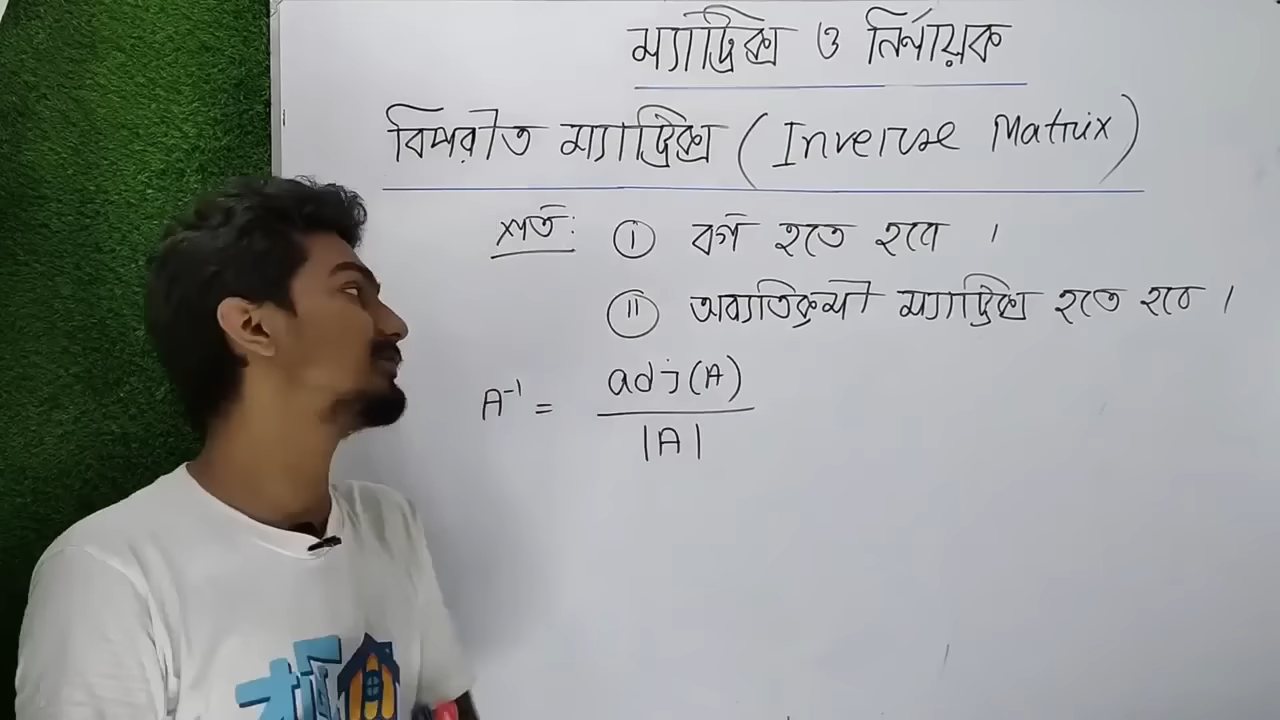 ম্যাট্রিক্স ও নির্ণায়ক
বিপরীত ম্যাট্রিক্স (Inverse Matrix)
শর্ত: (i) বর্গ হতে হবে ।
(ii) অব্যতিক্রমী ম্যাট্রিক্স হতে হবে ।
A⁻¹ = adj(A) / |A|